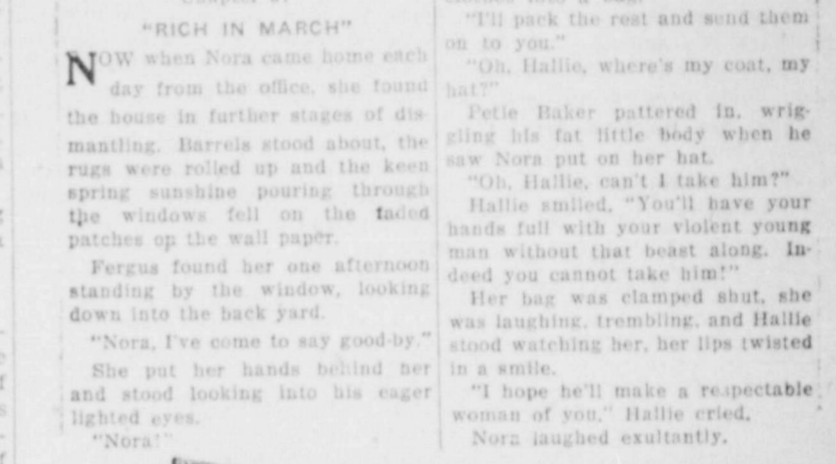 "RICH IN MARCH"
NOW when Nora came home each
day from the office, she found
the house in further stages of dis-
mantling. Barrels stood about, the
rugs were rolled up and the keen
spring sunshine pouring through
the windows fell on the faded
patches on the wall paper.
Fergus found her one afternoon
standing by the window, looking
down into the back yard.
"Nora, I've come to say good-by."
She put her hands behind her
and stood looking into his eager
lighted eyes.
"Nora!"
"I'll pack the rest and send them
on to you."
"Oh, Hallie, where's my coat, my
hat?"
Petie Baker pattered in, wrig-
gling his fat little body when he
saw Nora put on her hat.
"Oh, Hallie, can't I take him?"
Hallie smiled, "You'll have your
hands full with your violent young
man without that beast along. In-
deed you cannot take him!"
Her bag was clamped shut, she
was laughing, trembling, and Hallie
stood watching her, her lips twisted
in a smile.
"I hope he'll make a respectable
woman of you," Hallie cried.
Nora laughed exultantly.